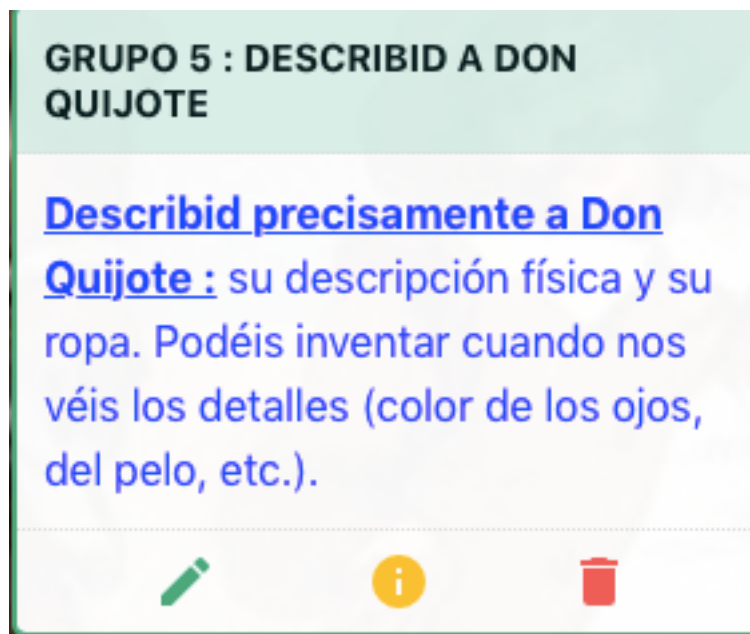 GRUPO 5 : DESCRIBID A DON
QUIJOTE
Describid precisamente a Don
Quijote : su descripción física y su
ropa. Podéis inventar cuando nos
véis los detalles (color de los ojos,
del pelo, etc.).